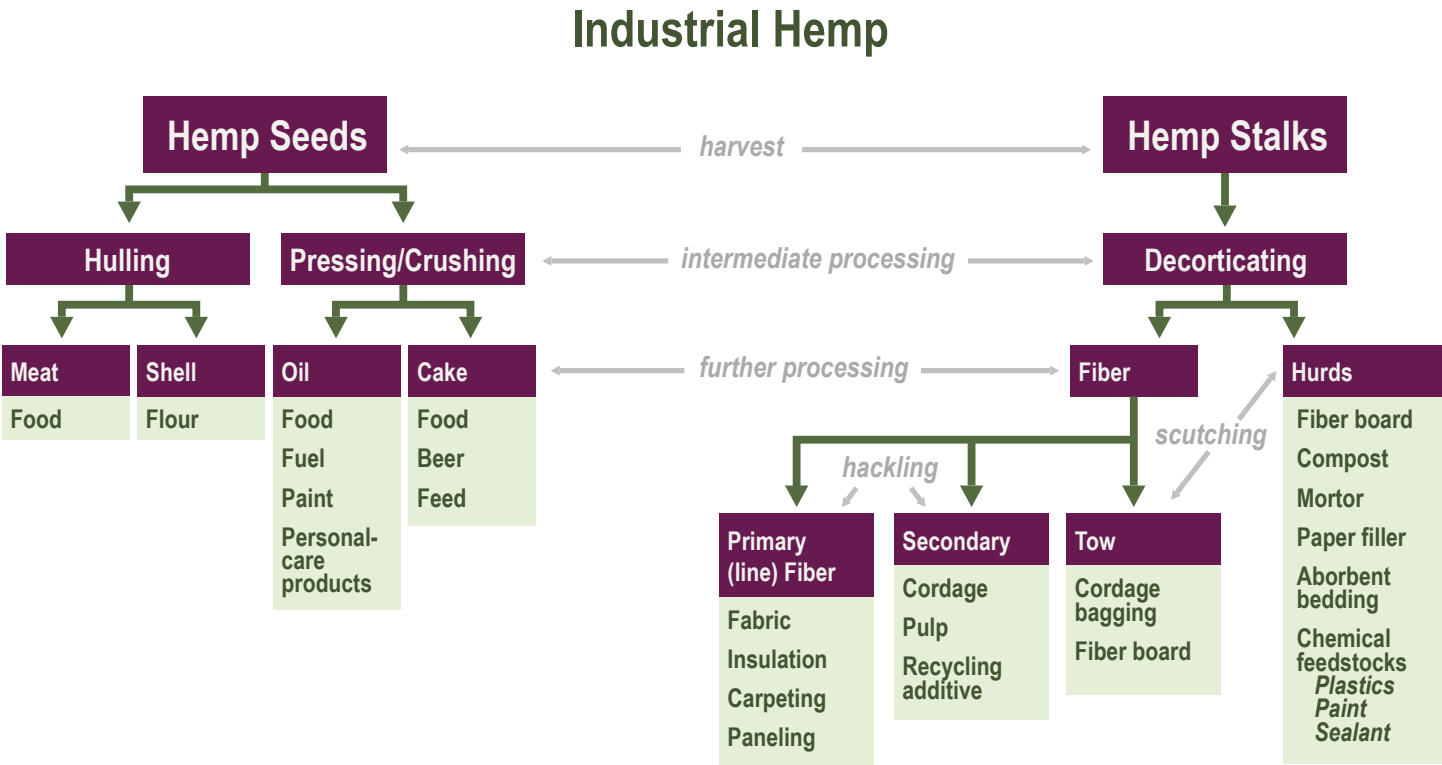 Industrial Hemp
Hemp Seeds
harvest
Hemp Stalks
Hulling
Pressing/Crushing
intermediate processing
Decorticating
Meat
Food
Shell
Flour
Oil
Food
Fuel
Paint
Personal-
care
products
Cake
Food
Beer
Feed
further processing
Fiber
hackling
scutching
Primary
(line) Fiber
Fabric
Insulation
Carpeting
Paneling
Secondary
Cordage
Pulp
Recycling
additive
Tow
Cordage
bagging
Fiber board
Hurds
Fiber board
Compost
Mortor
Paper filler
Aborbent
bedding
Chemical
feedstocks
Plastics
Paint
Sealant